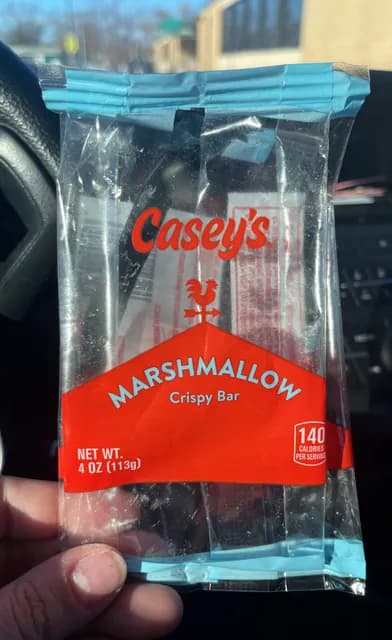 Casey's
MARSHMALLOW
Crispy Bar
140
CALORIES
PER SERVING
NET WT.
4 OZ (113g)